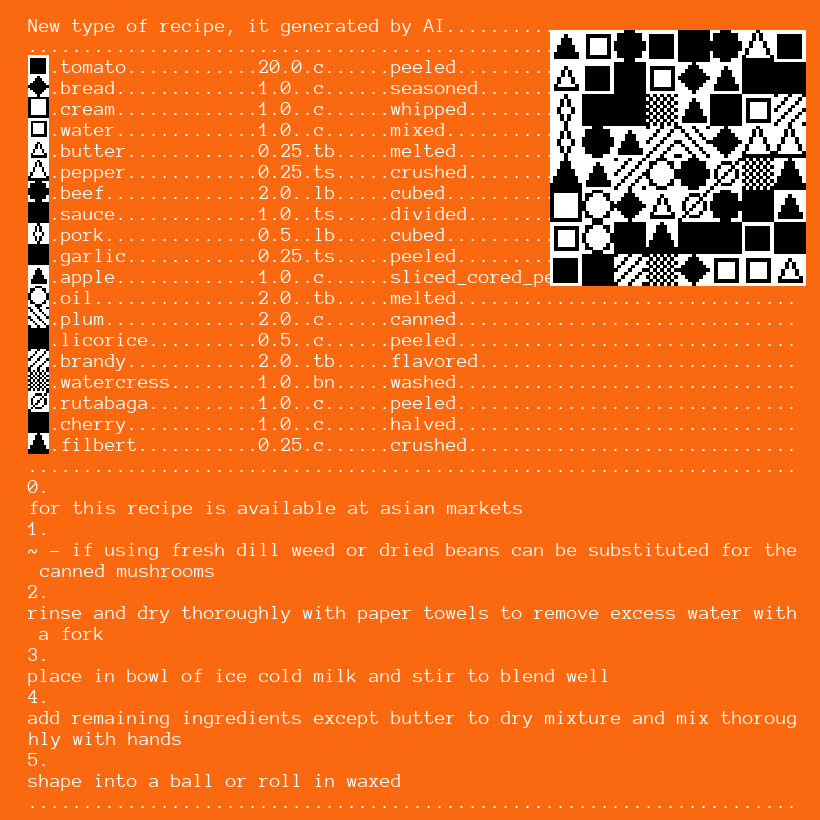 New type of recipe, it generated by AI..........
................................................
.tomato............20.0.c......peeled........
.bread.............1.0..c......seasoned......
.cream.............1.0..c......whipped.......
.water.............1.0..c......mixed.........
.butter............0.25.tb.....melted........
.pepper............0.25.ts.....crushed.......
.beef..............2.0..lb.....cubed.........
.sauce.............1.0..ts.....divided.......
.pork..............0.5..lb.....cubed.........
.garlic............0.25.ts.....peeled........
.apple.............1.0..c......sliced_cored_pe
.oil...............2.0..tb.....melted...............................
.plum..............2.0..c......canned...............................
.licorice..........0.5..c......peeled...............................
.brandy............2.0..tb.....flavored.............................
.watercress........1.0..bn.....washed...............................
.rutabaga..........1.0..c......peeled...............................
.cherry............1.0..c......halved...............................
.filbert...........0.25.c......crushed..............................
......................................................................
0.
for this recipe is available at asian markets
1.
~ - if using fresh dill weed or dried beans can be substituted for the
canned mushrooms
2.
rinse and dry thoroughly with paper towels to remove excess water with
a fork
3.
place in bowl of ice cold milk and stir to blend well
4.
add remaining ingredients except butter to dry mixture and mix thoroug
hly with hands
5.
shape into a ball or roll in waxed
......................................................................